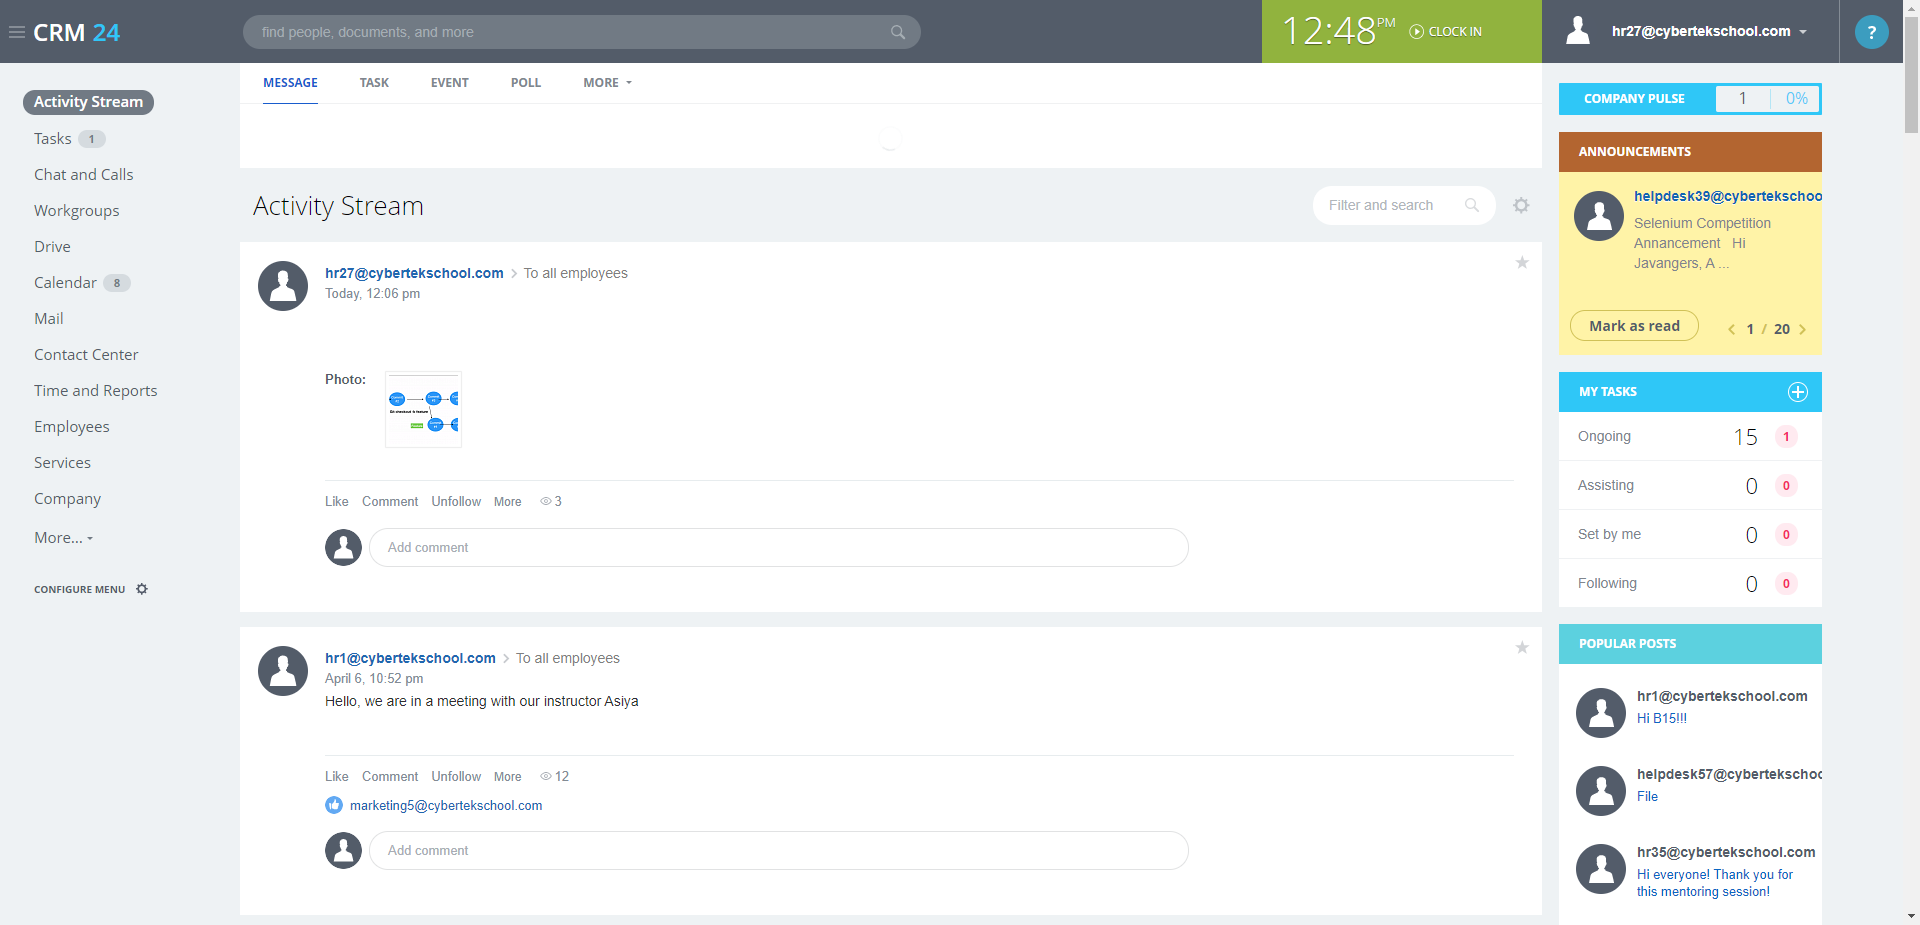 CRM 24
find people, documents, and more
12:48 PM
CLOCK IN
hr27@cybertekschool.com
?
Activity Stream
Tasks 1
Chat and Calls
Workgroups
Drive
Calendar 8
Mail
Contact Center
Time and Reports
Employees
Services
Company
More...
CONFIGURE MENU
MESSAGE TASK EVENT POLL MORE
Activity Stream
Filter and search
hr27@cybertekschool.com To all employees
Today, 12:06 pm
Photo:
Like Comment Unfollow More 3
Add comment
hr1@cybertekschool.com To all employees
April 6, 10:52 pm
Hello, we are in a meeting with our instructor Asiya
Like Comment Unfollow More 12
marketing5@cybertekschool.com
Add comment
COMPANY PULSE 1 0%
ANNOUNCEMENTS
helpdesk39@cybertekschoo
Selenium Competition
Annancement Hi
Javangers, A ...
Mark as read
1 / 20
MY TASKS
Ongoing 15 1
Assisting 0 0
Set by me 0 0
Following 0 0
POPULAR POSTS
hr1@cybertekschool.com
Hi B15!!!
helpdesk57@cybertekschoo
File
hr35@cybertekschool.com
Hi everyone! Thank you for
this mentoring session!